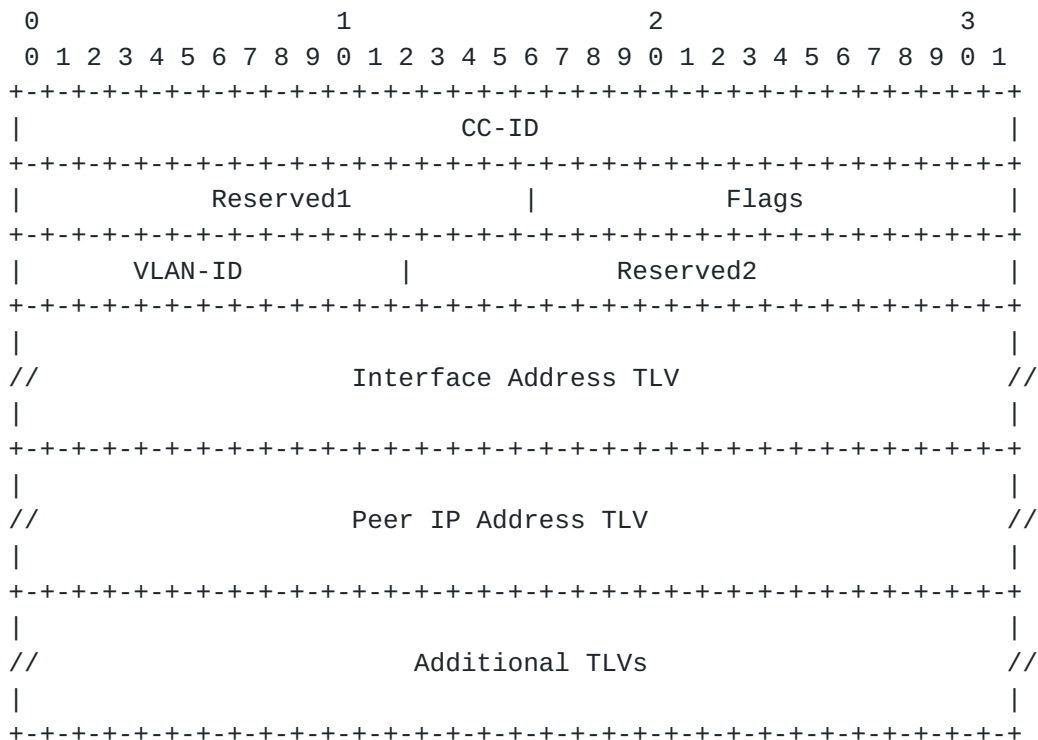 0                   1                   2                   3
 0 1 2 3 4 5 6 7 8 9 0 1 2 3 4 5 6 7 8 9 0 1 2 3 4 5 6 7 8 9 0 1
+-+-+-+-+-+-+-+-+-+-+-+-+-+-+-+-+-+-+-+-+-+-+-+-+-+-+-+-+-+-+-+-+
|                            CC-ID                              |
+-+-+-+-+-+-+-+-+-+-+-+-+-+-+-+-+-+-+-+-+-+-+-+-+-+-+-+-+-+-+-+-+
|            Reserved1           |            Flags             |
+-+-+-+-+-+-+-+-+-+-+-+-+-+-+-+-+-+-+-+-+-+-+-+-+-+-+-+-+-+-+-+-+
|       VLAN-ID          |             Reserved2                |
+-+-+-+-+-+-+-+-+-+-+-+-+-+-+-+-+-+-+-+-+-+-+-+-+-+-+-+-+-+-+-+-+
|                                                               |
//                    Interface Address TLV                     //
|                                                               |
+-+-+-+-+-+-+-+-+-+-+-+-+-+-+-+-+-+-+-+-+-+-+-+-+-+-+-+-+-+-+-+-+
|                                                               |
//                    Peer IP Address TLV                       //
|                                                               |
+-+-+-+-+-+-+-+-+-+-+-+-+-+-+-+-+-+-+-+-+-+-+-+-+-+-+-+-+-+-+-+-+
|                                                               |
//                        Additional TLVs                       //
|                                                               |
+-+-+-+-+-+-+-+-+-+-+-+-+-+-+-+-+-+-+-+-+-+-+-+-+-+-+-+-+-+-+-+-+